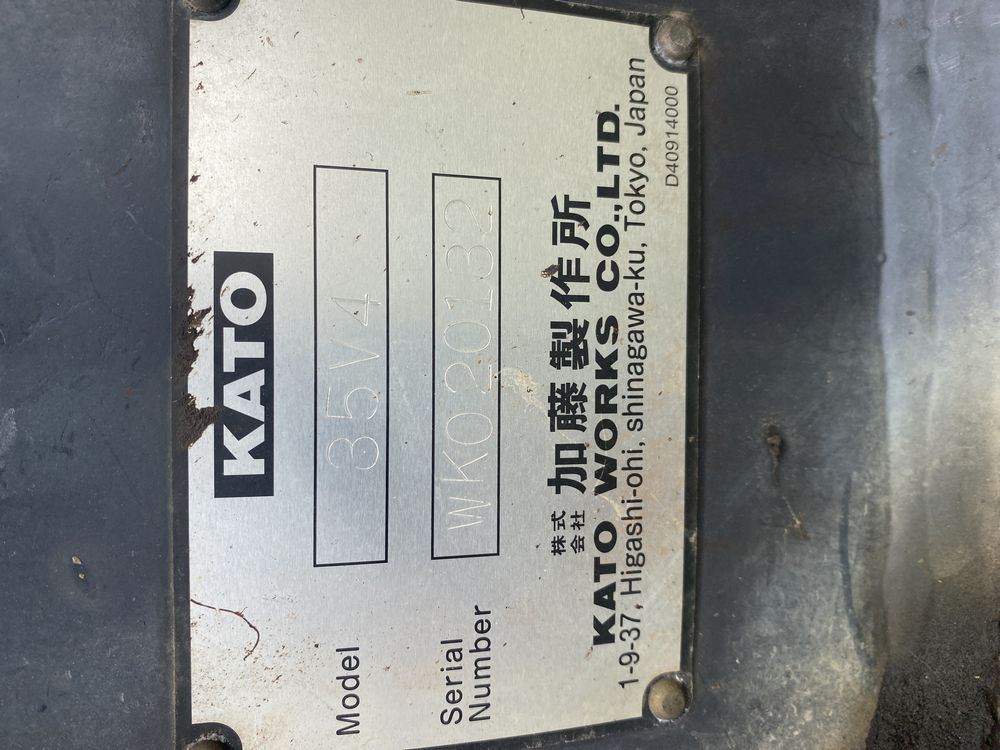 KATO
Model 85V4
Serial Number WK020132
株式会社 加藤製作所
KATO WORKS CO.,LTD.
1-9-37, Higashi-ohi, shinagawa-ku, Tokyo, Japan
D40914000